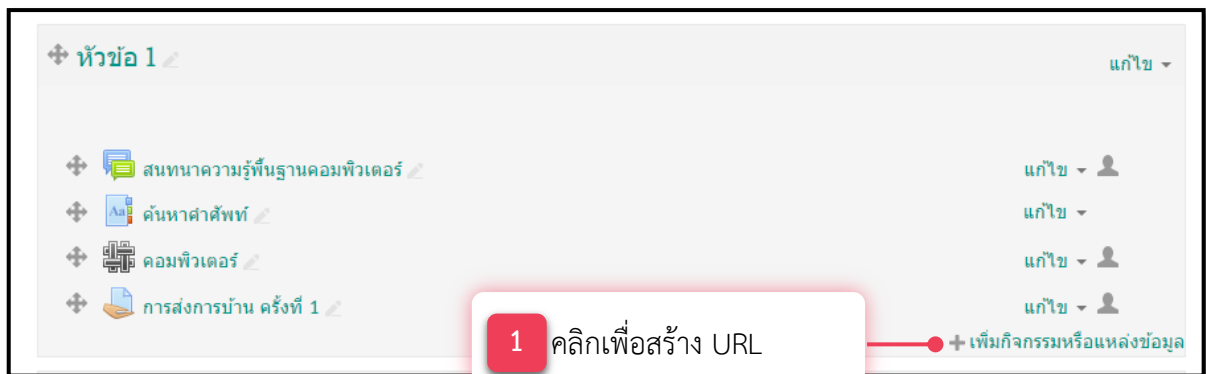 หัวข้อ 1
แก้ไข
สนทนาความรู้พื้นฐานคอมพิวเตอร์
แก้ไข
Aa
ค้นหาคำศัพท์
แก้ไข
คอมพิวเตอร์
แก้ไข
การส่งการบ้าน ครั้งที่ 1
แก้ไข
1 คลิกเพื่อสร้าง URL
เพิ่มกิจกรรมหรือแหล่งข้อมูล